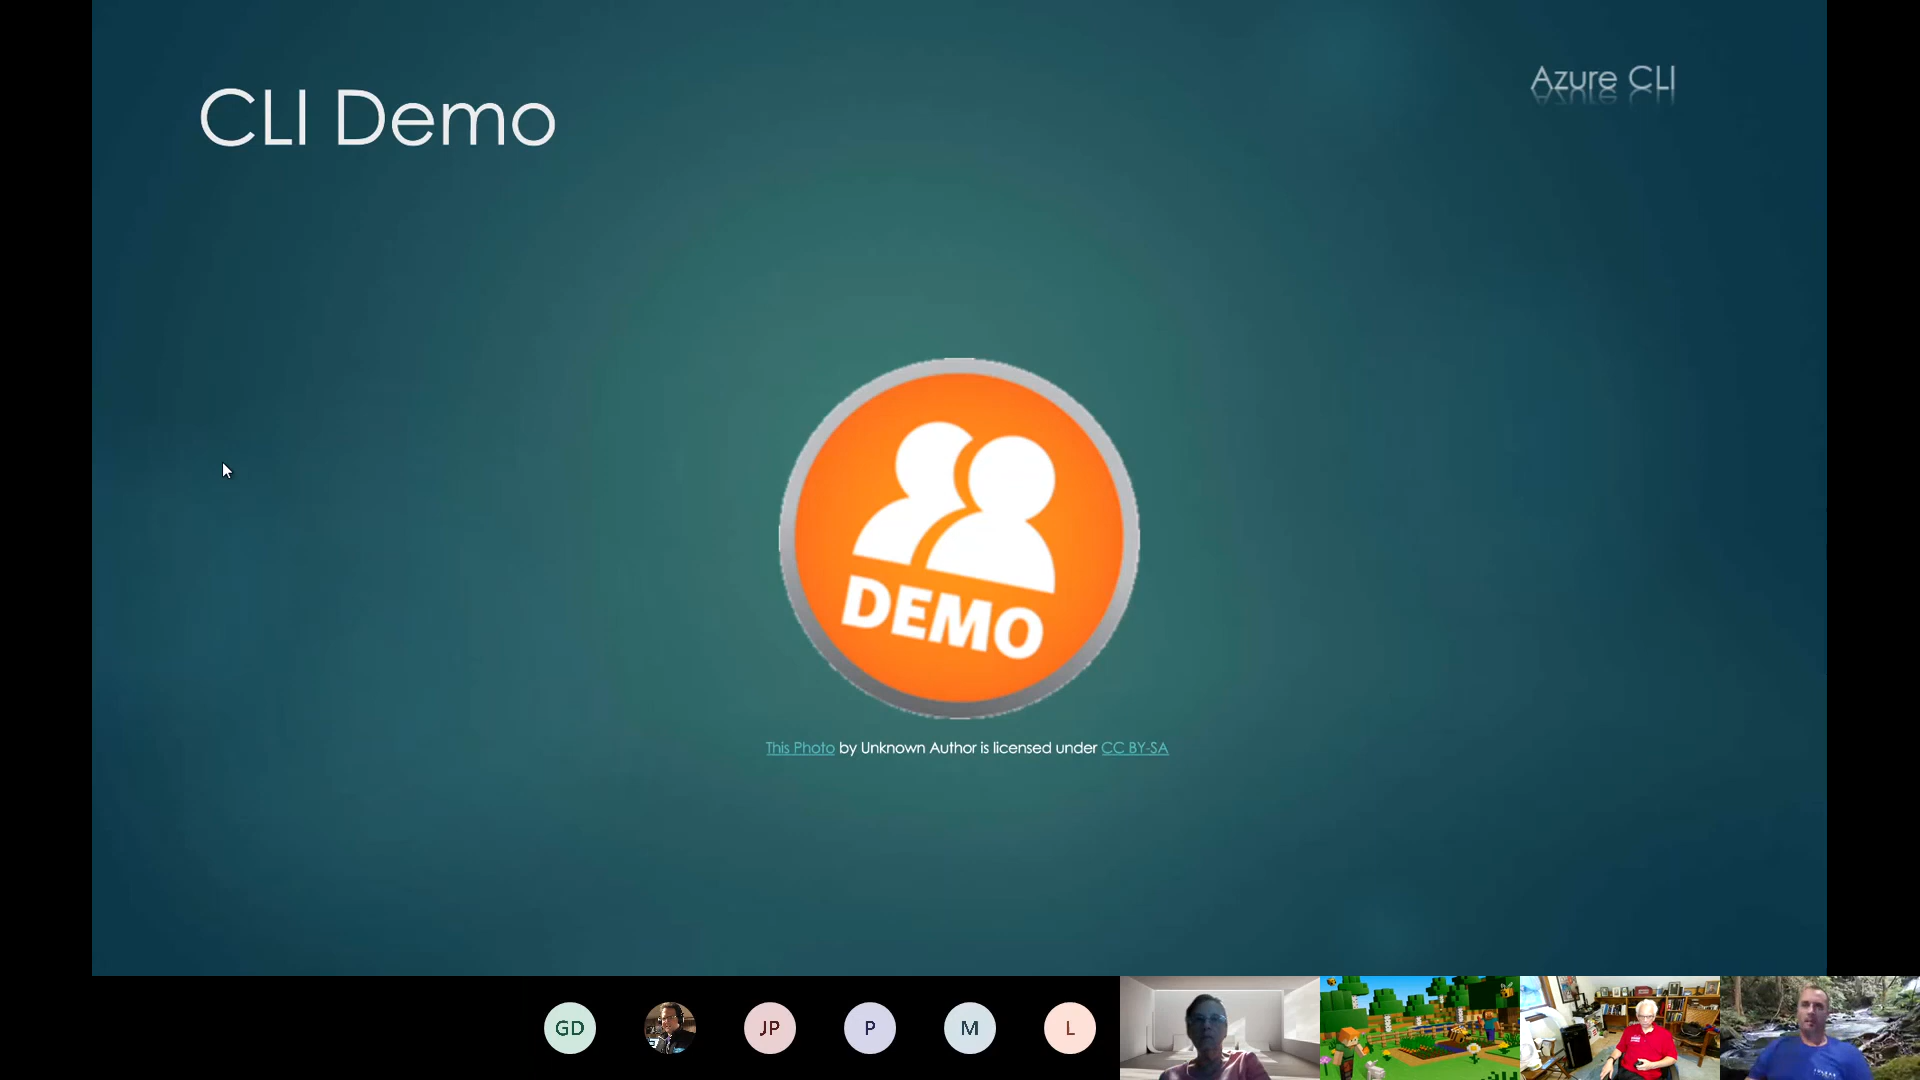 CLI Demo
Azure CLI
DEMO
This Photo by Unknown Author is licensed under CC BY-SA
GD
JP
P
M
L